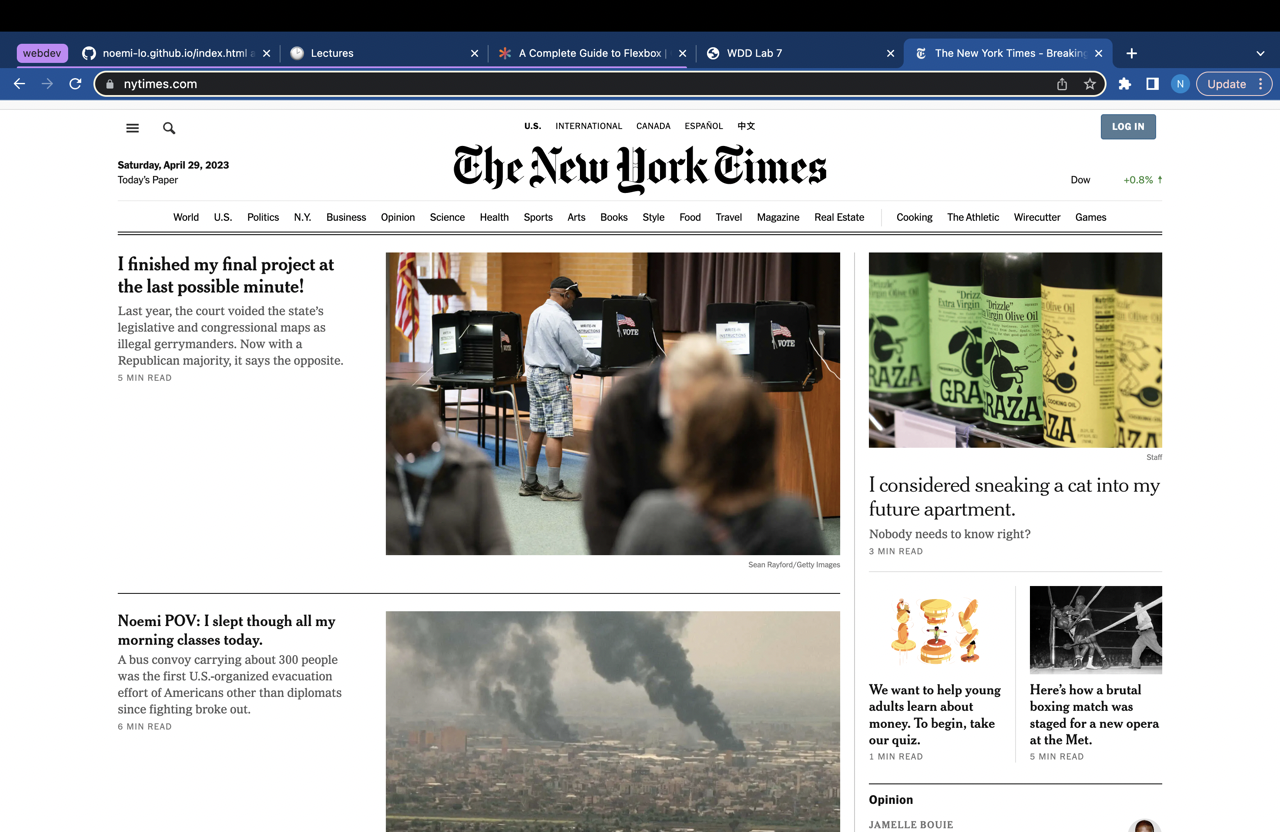 webdev
noemi-lo.github.io/index.html
Lectures
A Complete Guide to Flexbox |
WDD Lab 7
The New York Times - Breaking
nytimes.com
N
Update
U.S. INTERNATIONAL CANADA ESPAÑOL 中文
LOG IN
Saturday, April 29, 2023
Today's Paper
The New York Times
Dow +0.8% ↑
World U.S. Politics N.Y. Business Opinion Science Health Sports Arts Books Style Food Travel Magazine Real Estate Cooking The Athletic Wirecutter Games
I finished my final project at
the last possible minute!
Last year, the court voided the state's
legislative and congressional maps as
illegal gerrymanders. Now with a
Republican majority, it says the opposite.
5 MIN READ
VOTE
VOTE
Sean Rayford/Getty Images
Noemi POV: I slept though all my
morning classes today.
A bus convoy carrying about 300 people
was the first U.S.-organized evacuation
effort of Americans other than diplomats
since fighting broke out.
6 MIN READ
"Drizzle"
Extra Virgin Olive Oil
GRAZA
COOKING OIL
Staff
I considered sneaking a cat into my
future apartment.
Nobody needs to know right?
3 MIN READ
We want to help young
adults learn about
money. To begin, take
our quiz.
1 MIN READ
Here's how a brutal
boxing match was
staged for a new opera
at the Met.
5 MIN READ
Opinion
JAMELLE BOUIE